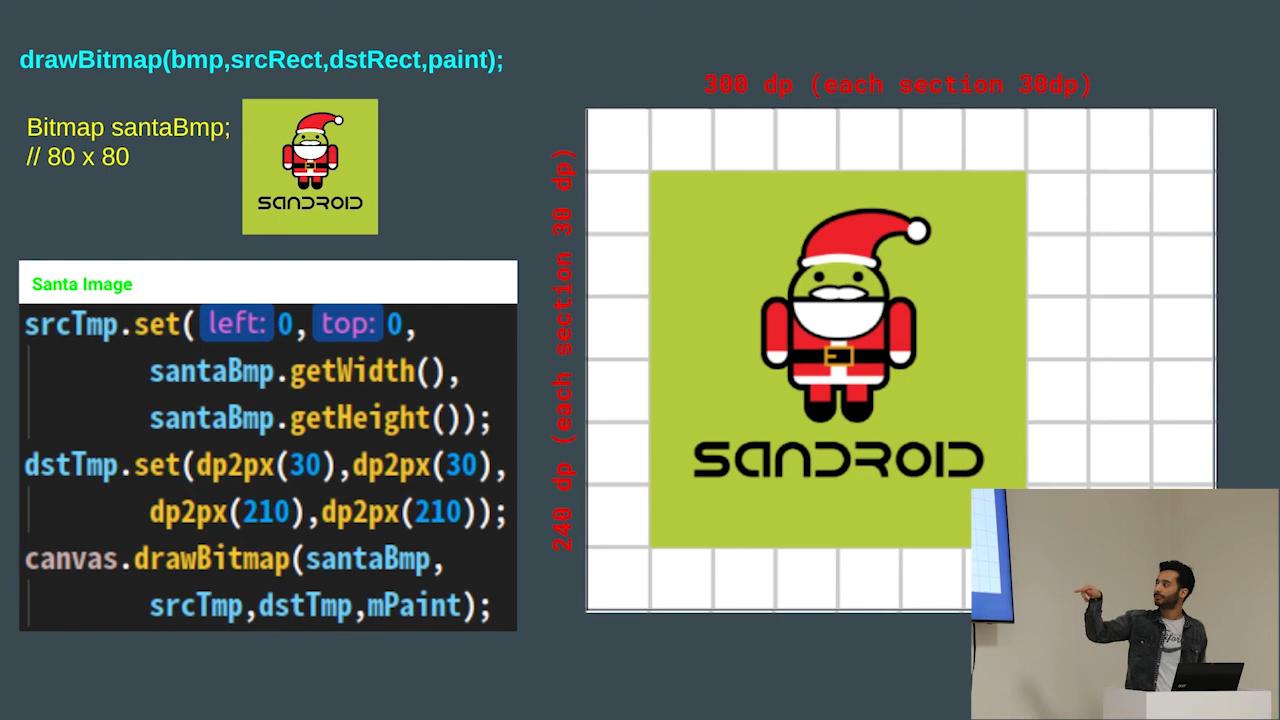 drawBitmap(bmp,srcRect,dstRect,paint);
Bitmap santaBmp;
// 80 x 80
SANDROID
Santa Image
srcTmp.set( left: 0, top: 0,
santaBmp.getWidth(),
santaBmp.getHeight());
dstTmp.set(dp2px(30),dp2px(30),
dp2px(210),dp2px(210));
canvas.drawBitmap(santaBmp,
srcTmp,dstTmp,mPaint);
300 dp (each section 30dp)
240 dp (each section 30 dp)
SANDROID